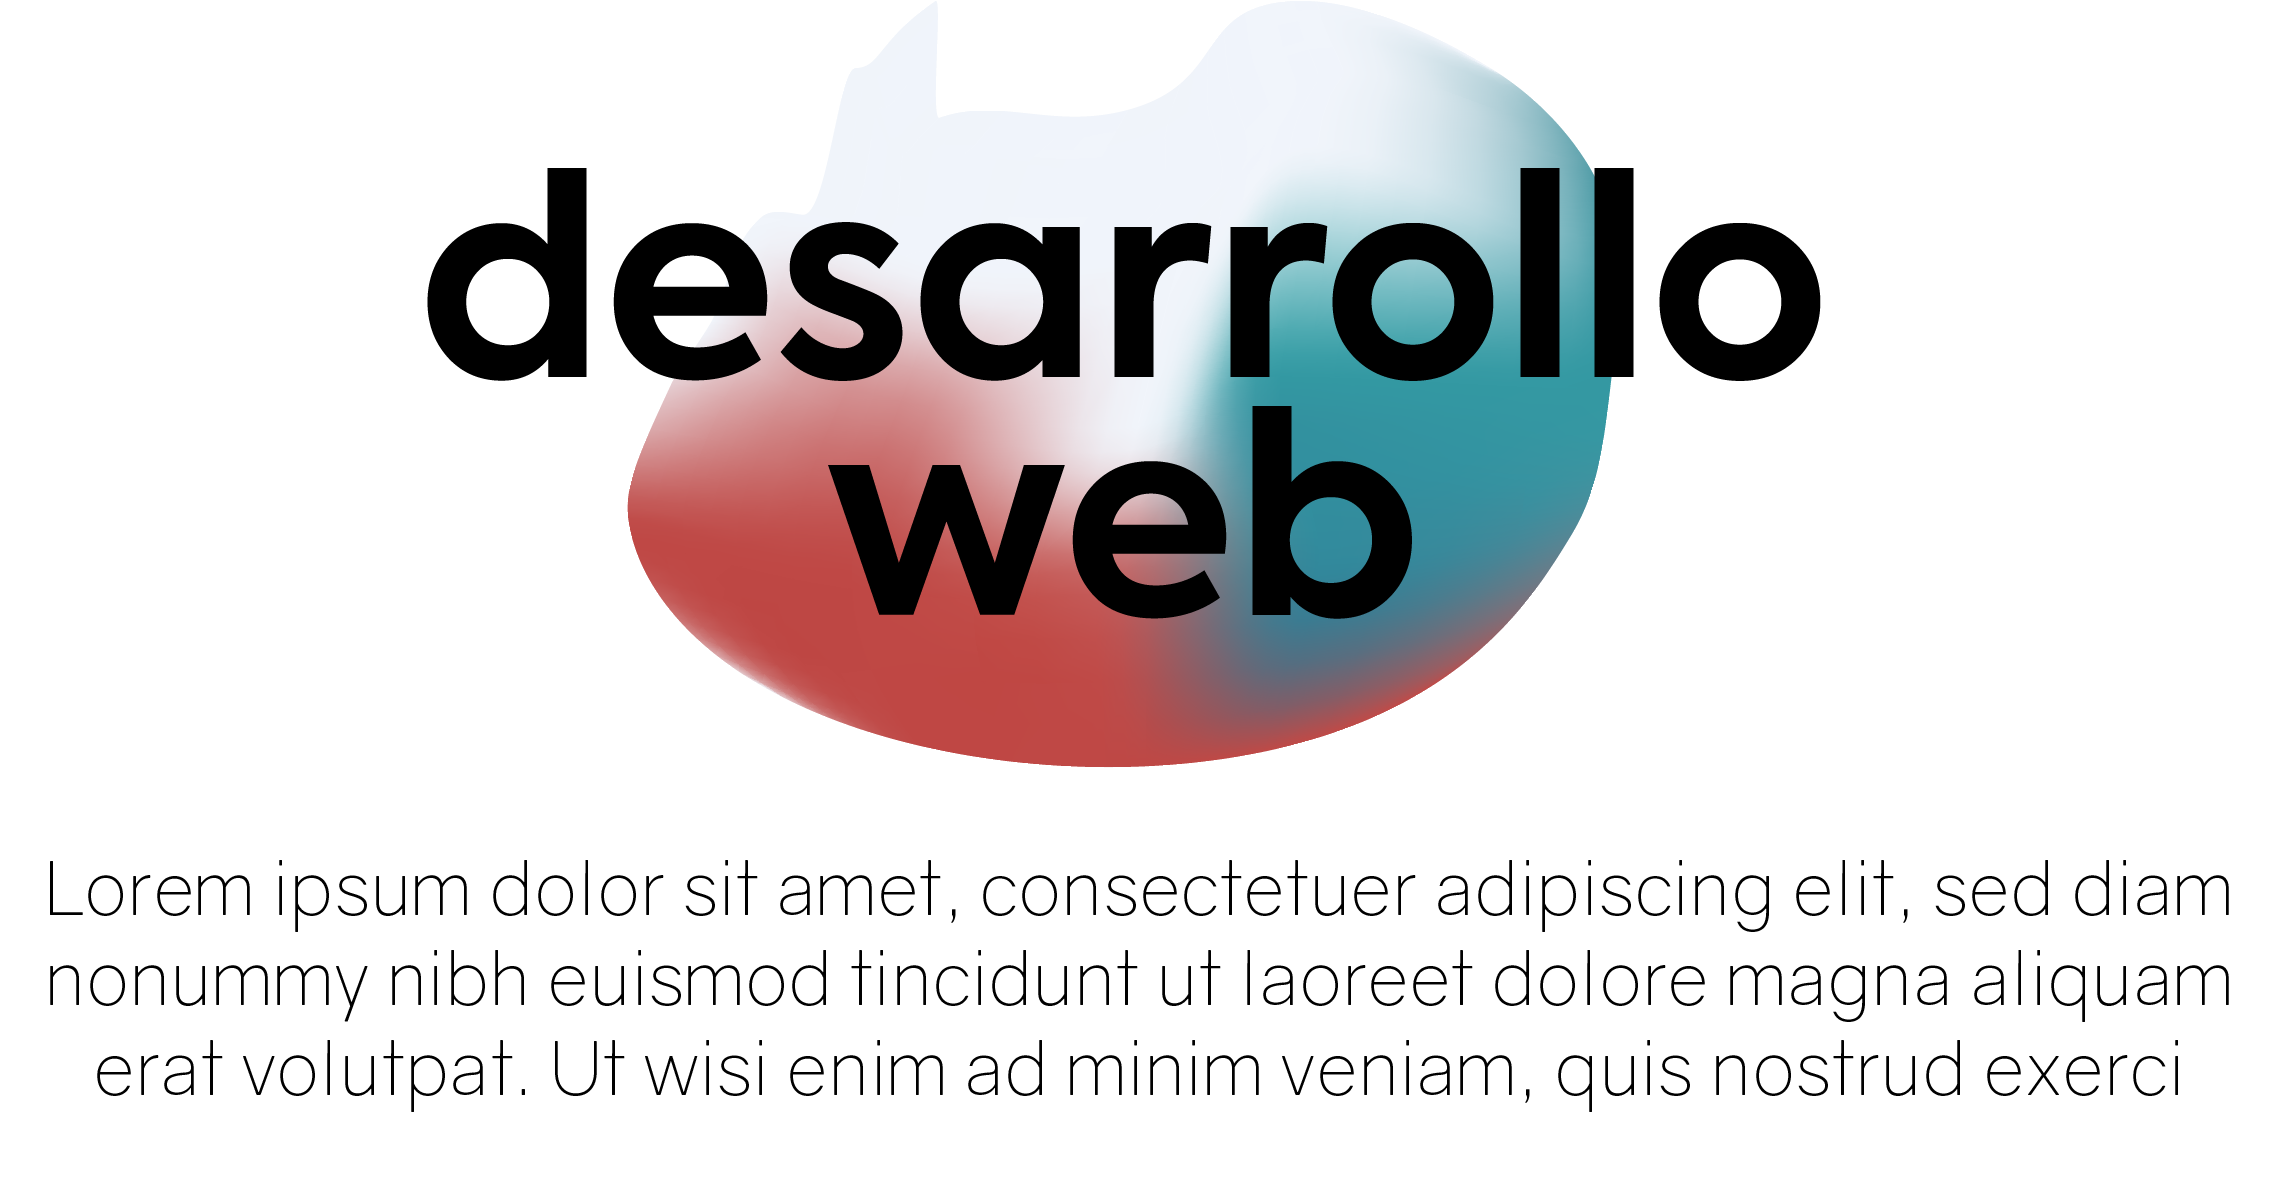 desarrollo
web
Lorem ipsum dolor sit amet, consectetuer adipiscing elit, sed diam
nonummy nibh euismod tincidunt ut laoreet dolore magna aliquam
erat volutpat. Ut wisi enim ad minim veniam, quis nostrud exerci